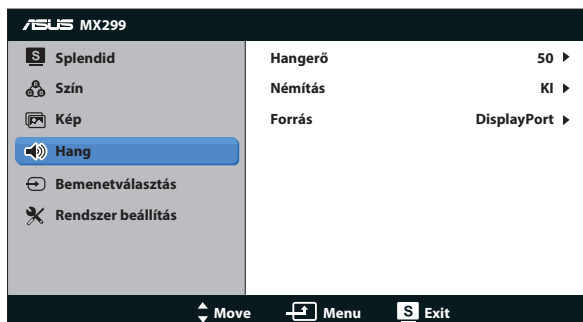 ASUS MX299
S Splendid
Szín
Kép
Hang
Bemenetválasztás
Rendszer beállítás
Hangerő 50
Némítás KI
Forrás DisplayPort
Move Menu S Exit